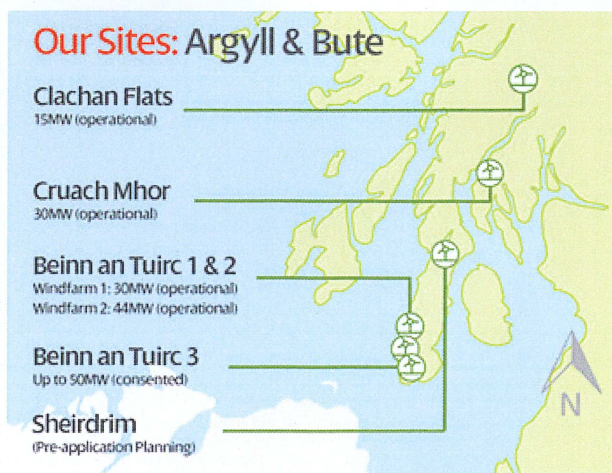 Our Sites: Argyll & Bute
Clachan Flats
15MW (operational)
Cruach Mhor
30MW (operational)
Beinn an Tuirc 1 & 2
Windfarm 1: 30MW (operational)
Windfarm 2: 44MW (operational)
Beinn an Tuirc 3
Up to 50MW (consented)
Sheirdrim
(Pre-application Planning)
N